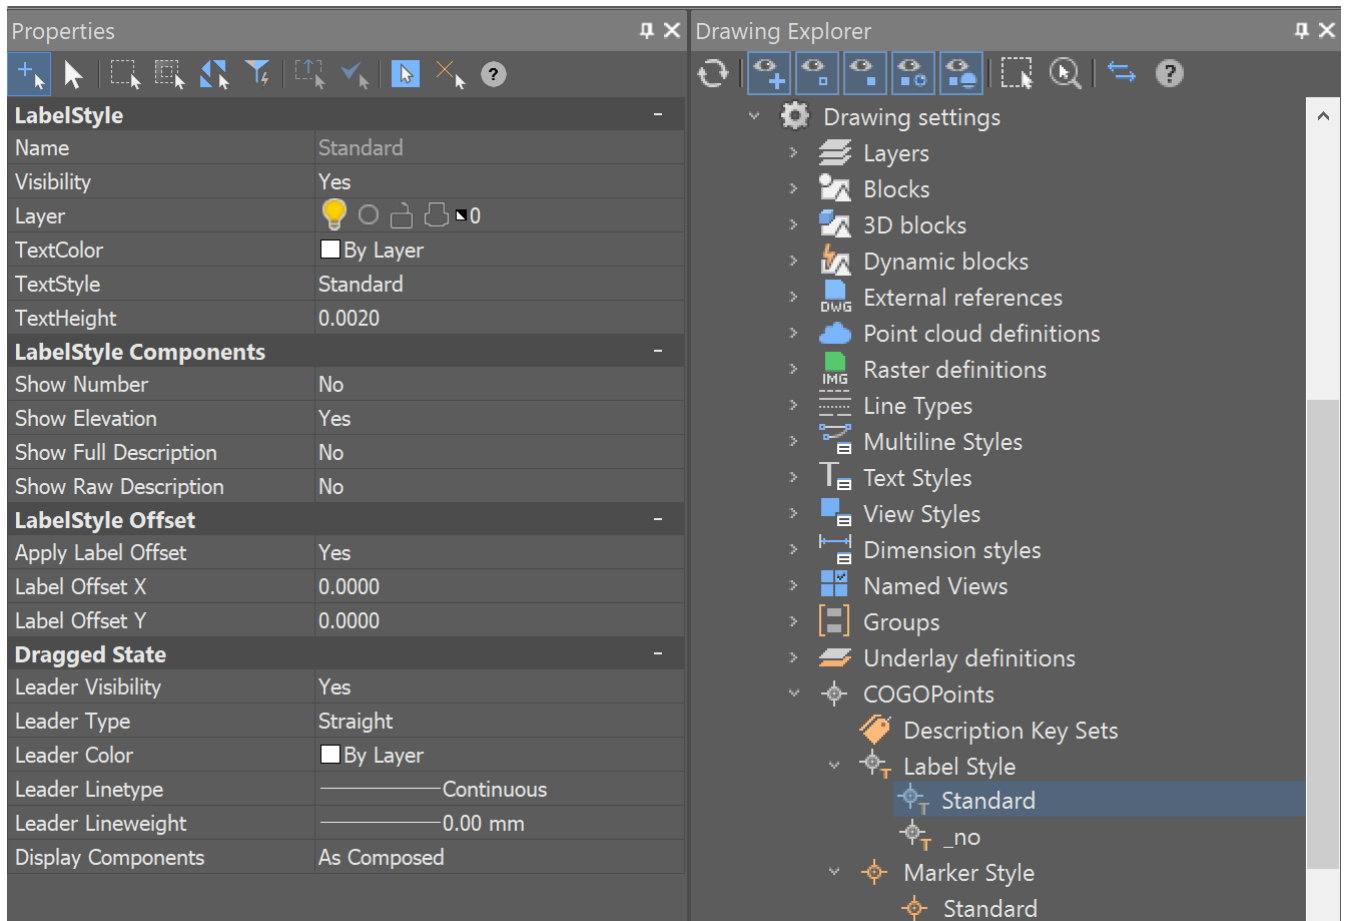 Properties
LabelStyle
Name Standard
Visibility Yes
Layer 0
TextColor By Layer
TextStyle Standard
TextHeight 0.0020
LabelStyle Components
Show Number No
Show Elevation Yes
Show Full Description No
Show Raw Description No
LabelStyle Offset
Apply Label Offset Yes
Label Offset X 0.0000
Label Offset Y 0.0000
Dragged State
Leader Visibility Yes
Leader Type Straight
Leader Color By Layer
Leader Linetype Continuous
Leader Lineweight 0.00 mm
Display Components As Composed
Drawing Explorer
Drawing settings
Layers
Blocks
3D blocks
Dynamic blocks
DWG External references
Point cloud definitions
IMG Raster definitions
Line Types
Multiline Styles
Text Styles
View Styles
Dimension styles
Named Views
Groups
Underlay definitions
COGOPoints
Description Key Sets
Label Style
Standard
_no
Marker Style
Standard